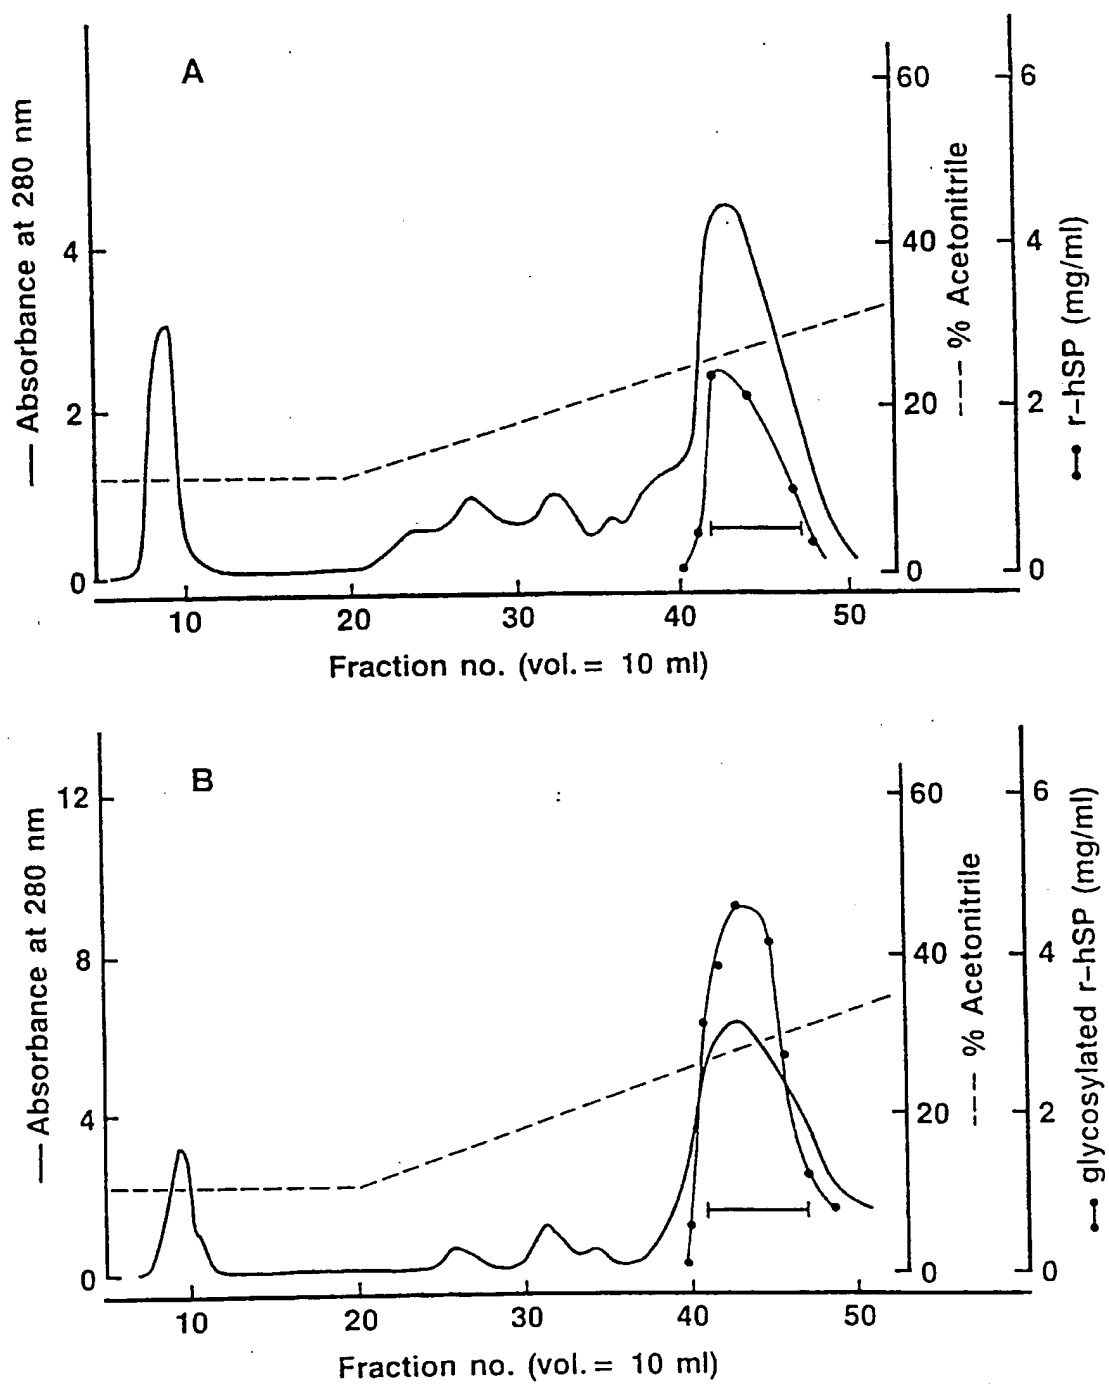 A
— Absorbance at 280 nm
4
2
0
60
40
20
0
--- % Acetonitrile
6
4
2
0
r-hSP (mg/ml)
10 20 30 40 50
Fraction no. (vol. = 10 ml)
B
— Absorbance at 280 nm
12
8
4
0
60
40
20
0
---- % Acetonitrile
6
4
2
0
glycosylated r-hSP (mg/ml)
10 20 30 40 50
Fraction no. (vol. = 10 ml)